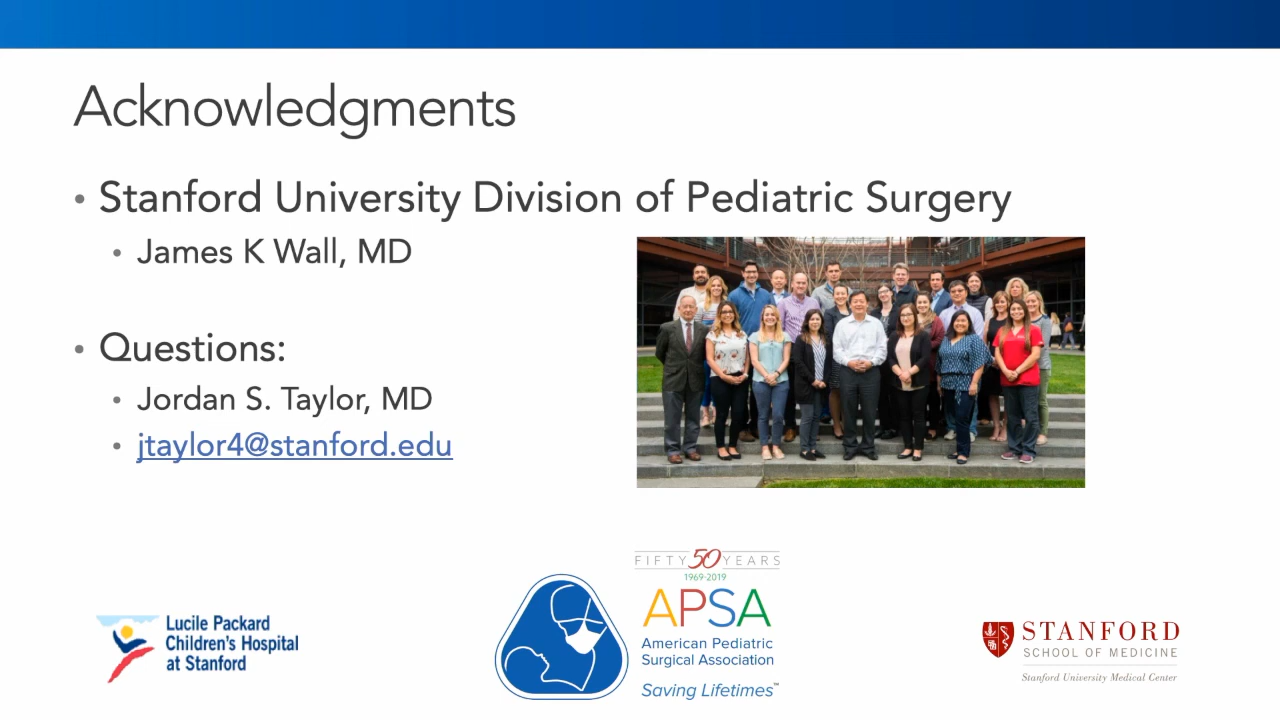 Acknowledgments
• Stanford University Division of Pediatric Surgery
• James K Wall, MD
• Questions:
• Jordan S. Taylor, MD
• jtaylor4@stanford.edu
FIFTY 50 YEARS
1969-2019
APSA
American Pediatric
Surgical Association
Saving Lifetimes™
Lucile Packard
Children's Hospital
at Stanford
STANFORD
SCHOOL OF MEDICINE
Stanford University Medical Center